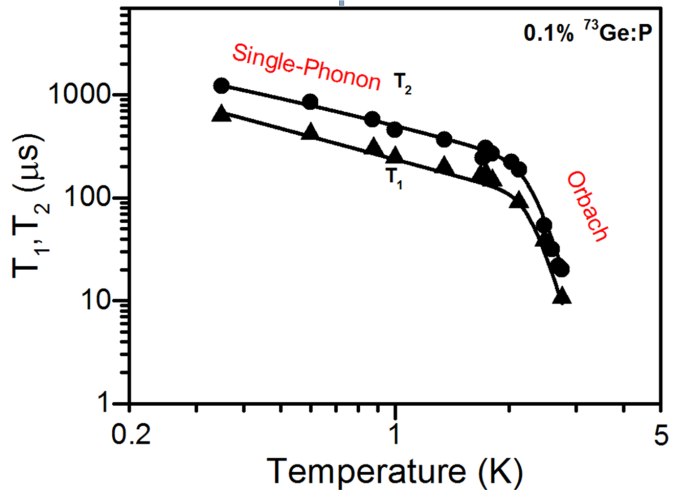 0.1% ⁷³Ge:P
Single-Phonon
T₂
T₁
Orbach
T₁,T₂ (μs)
1000
100
10
1
0.2
1
5
Temperature (K)